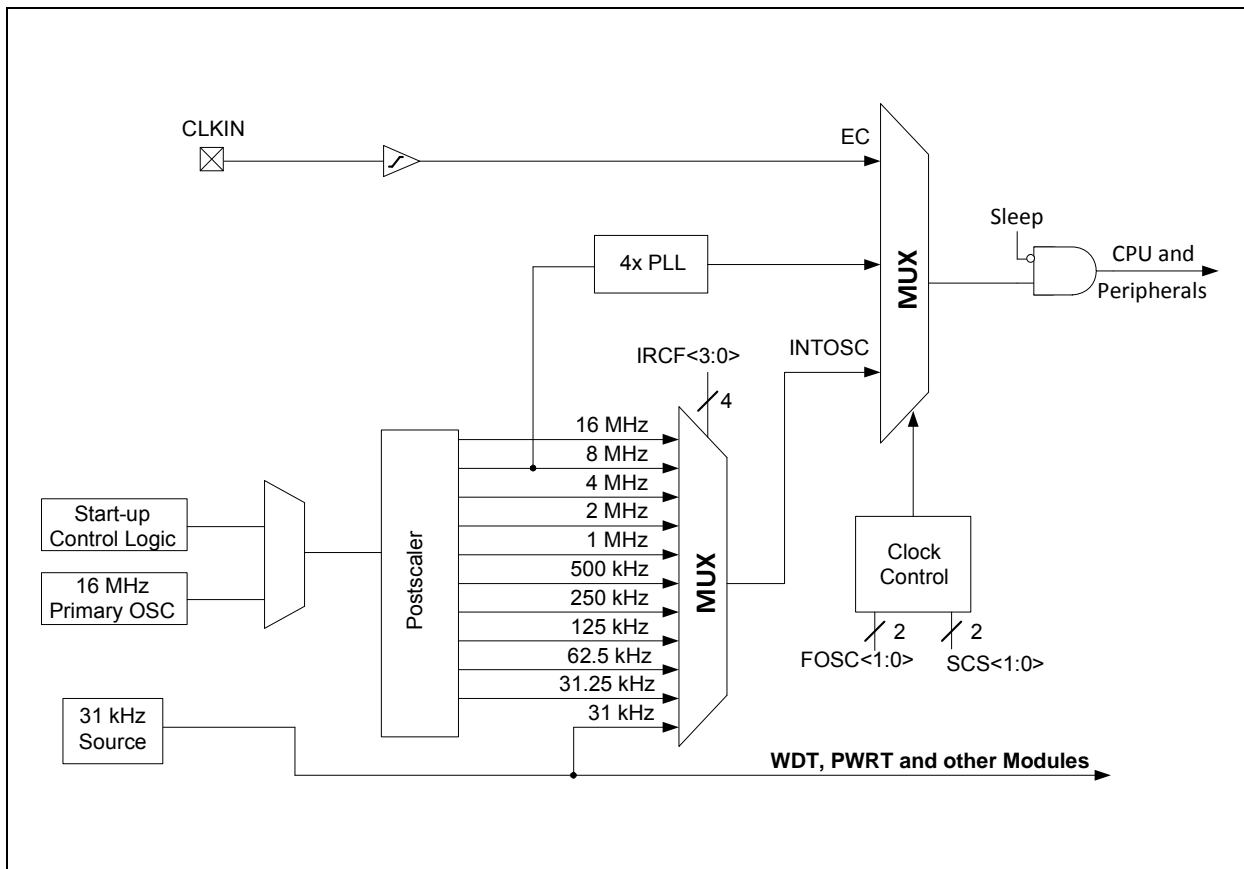 CLKIN
EC
Sleep
4x PLL
MUX
CPU and
Peripherals
IRCF<3:0>
4
INTOSC
16 MHz
8 MHz
4 MHz
2 MHz
1 MHz
500 kHz
250 kHz
125 kHz
62.5 kHz
31.25 kHz
31 kHz
MUX
Start-up
Control Logic
16 MHz
Primary OSC
Postscaler
Clock
Control
2
2
FOSC<1:0>
SCS<1:0>
31 kHz
Source
WDT, PWRT and other Modules